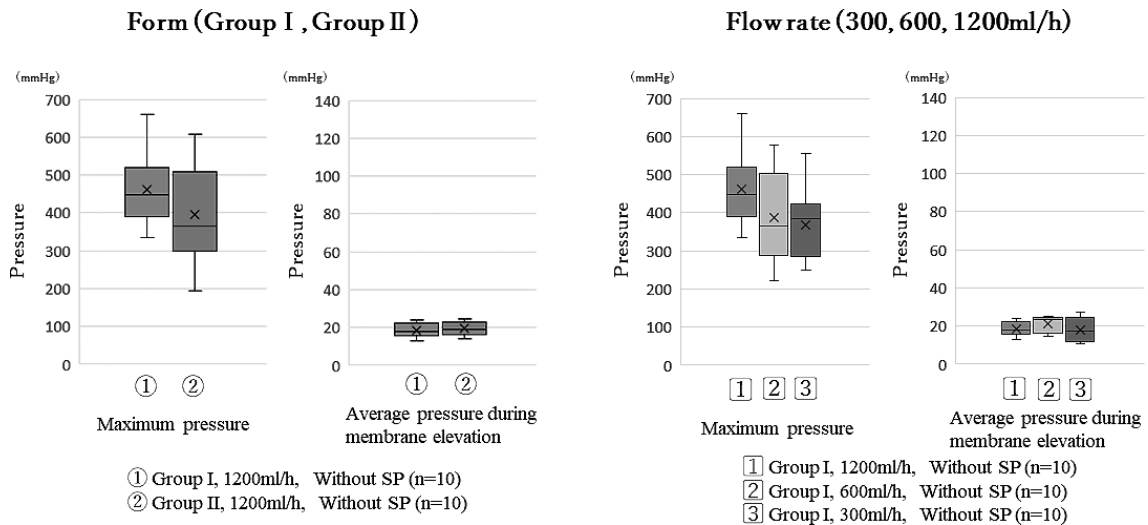 Form (Group I , Group II)
(mmHg)
Pressure
700
600
500
400
300
200
100
0
① ②
Maximum pressure
(mmHg)
140
120
100
80
60
40
20
0
① ②
Average pressure during
membrane elevation
① Group I, 1200ml/h, Without SP (n=10)
② Group II, 1200ml/h, Without SP (n=10)
Flow rate (300, 600, 1200ml/h)
(mmHg)
Pressure
700
600
500
400
300
200
100
0
1 2 3
Maximum pressure
(mmHg)
Pressure
140
120
100
80
60
40
20
0
1 2 3
Average pressure during
membrane elevation
1 Group I, 1200ml/h, Without SP (n=10)
2 Group I, 600ml/h, Without SP (n=10)
3 Group I, 300ml/h, Without SP (n=10)